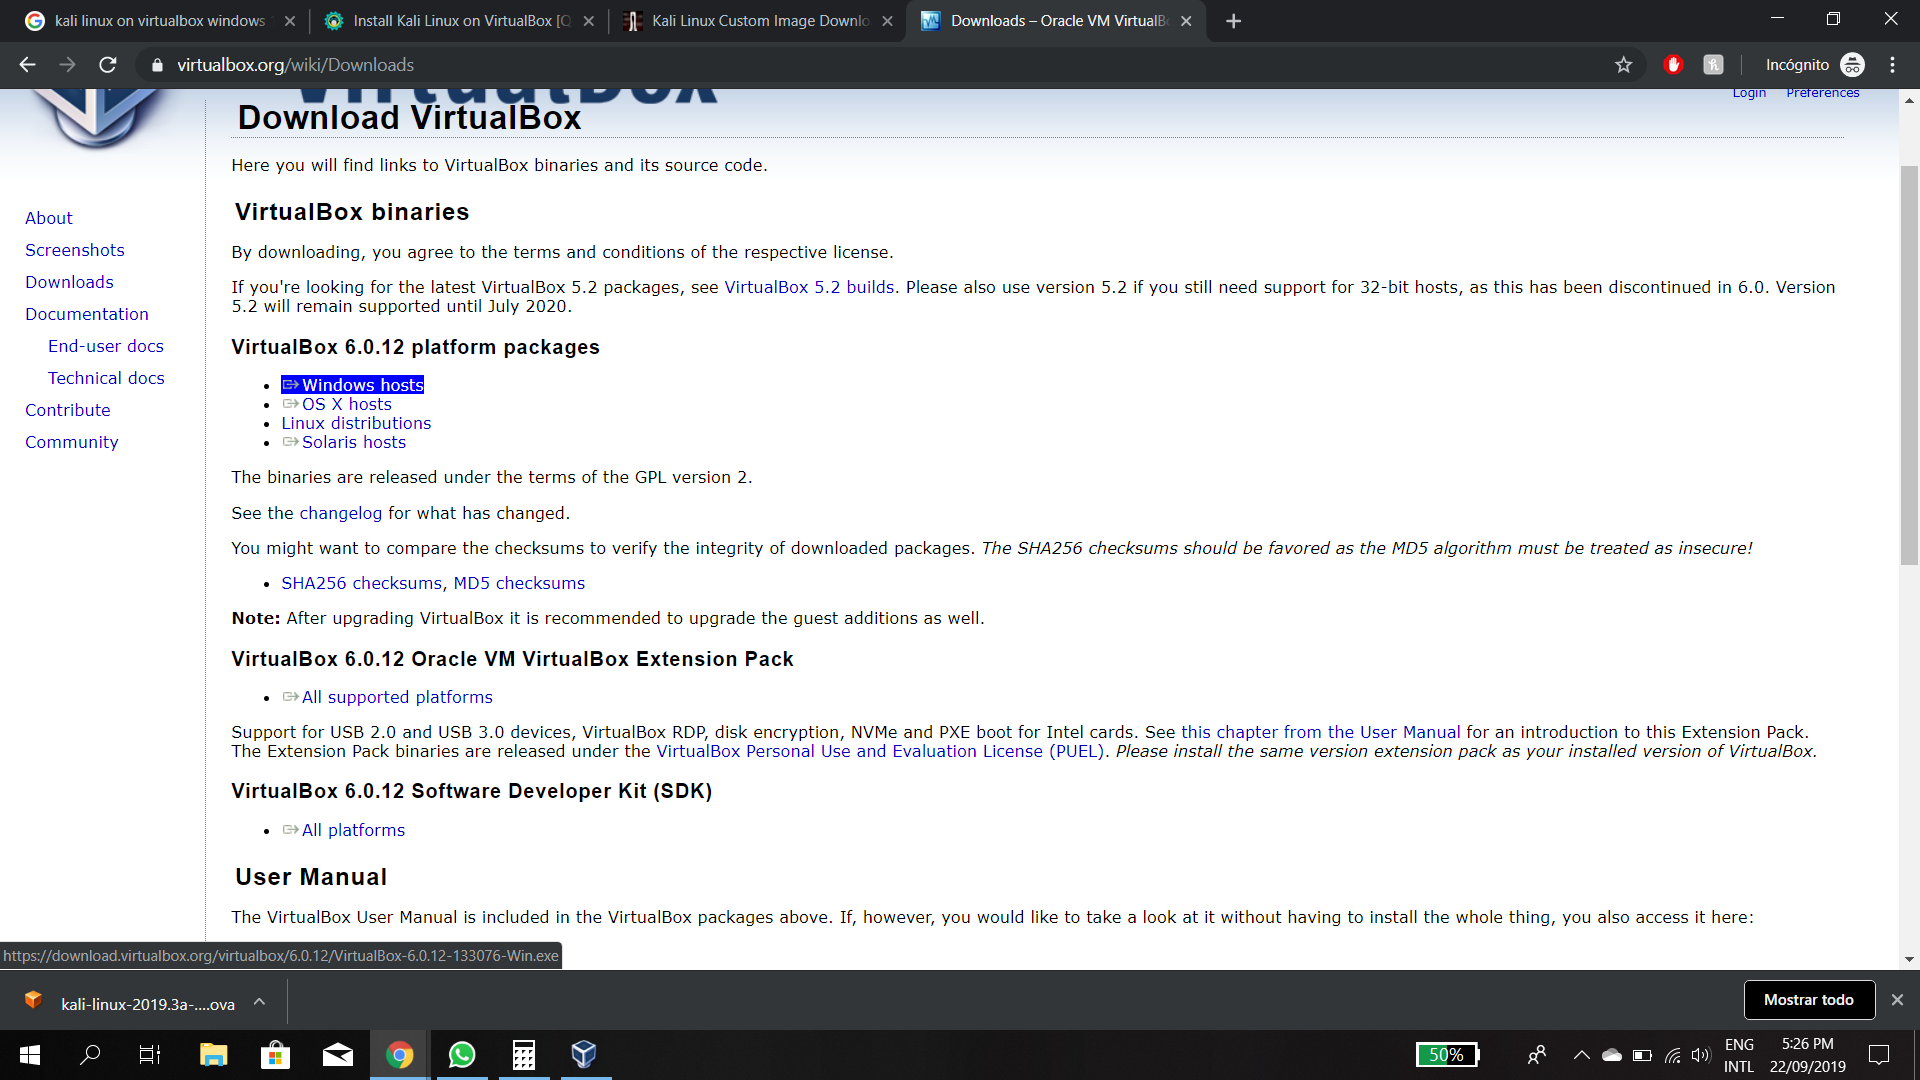 kali linux on virtualbox windows
Install Kali Linux on VirtualBox [Q
Kali Linux Custom Image Downlo
Downloads – Oracle VM VirtualB
virtualbox.org/wiki/Downloads
Incógnito
VirtualBox
Login Preferences
Download VirtualBox
Here you will find links to VirtualBox binaries and its source code.
About
Screenshots
Downloads
Documentation
End-user docs
Technical docs
Contribute
Community
VirtualBox binaries
By downloading, you agree to the terms and conditions of the respective license.
If you're looking for the latest VirtualBox 5.2 packages, see VirtualBox 5.2 builds. Please also use version 5.2 if you still need support for 32-bit hosts, as this has been discontinued in 6.0. Version
5.2 will remain supported until July 2020.
VirtualBox 6.0.12 platform packages
Windows hosts
OS X hosts
Linux distributions
Solaris hosts
The binaries are released under the terms of the GPL version 2.
See the changelog for what has changed.
You might want to compare the checksums to verify the integrity of downloaded packages. The SHA256 checksums should be favored as the MD5 algorithm must be treated as insecure!
SHA256 checksums, MD5 checksums
Note: After upgrading VirtualBox it is recommended to upgrade the guest additions as well.
VirtualBox 6.0.12 Oracle VM VirtualBox Extension Pack
All supported platforms
Support for USB 2.0 and USB 3.0 devices, VirtualBox RDP, disk encryption, NVMe and PXE boot for Intel cards. See this chapter from the User Manual for an introduction to this Extension Pack.
The Extension Pack binaries are released under the VirtualBox Personal Use and Evaluation License (PUEL). Please install the same version extension pack as your installed version of VirtualBox.
VirtualBox 6.0.12 Software Developer Kit (SDK)
All platforms
User Manual
The VirtualBox User Manual is included in the VirtualBox packages above. If, however, you would like to take a look at it without having to install the whole thing, you also access it here:
https://download.virtualbox.org/virtualbox/6.0.12/VirtualBox-6.0.12-133076-Win.exe
kali-linux-2019.3a-....ova
Mostrar todo
50%
ENG
INTL
5:26 PM
22/09/2019